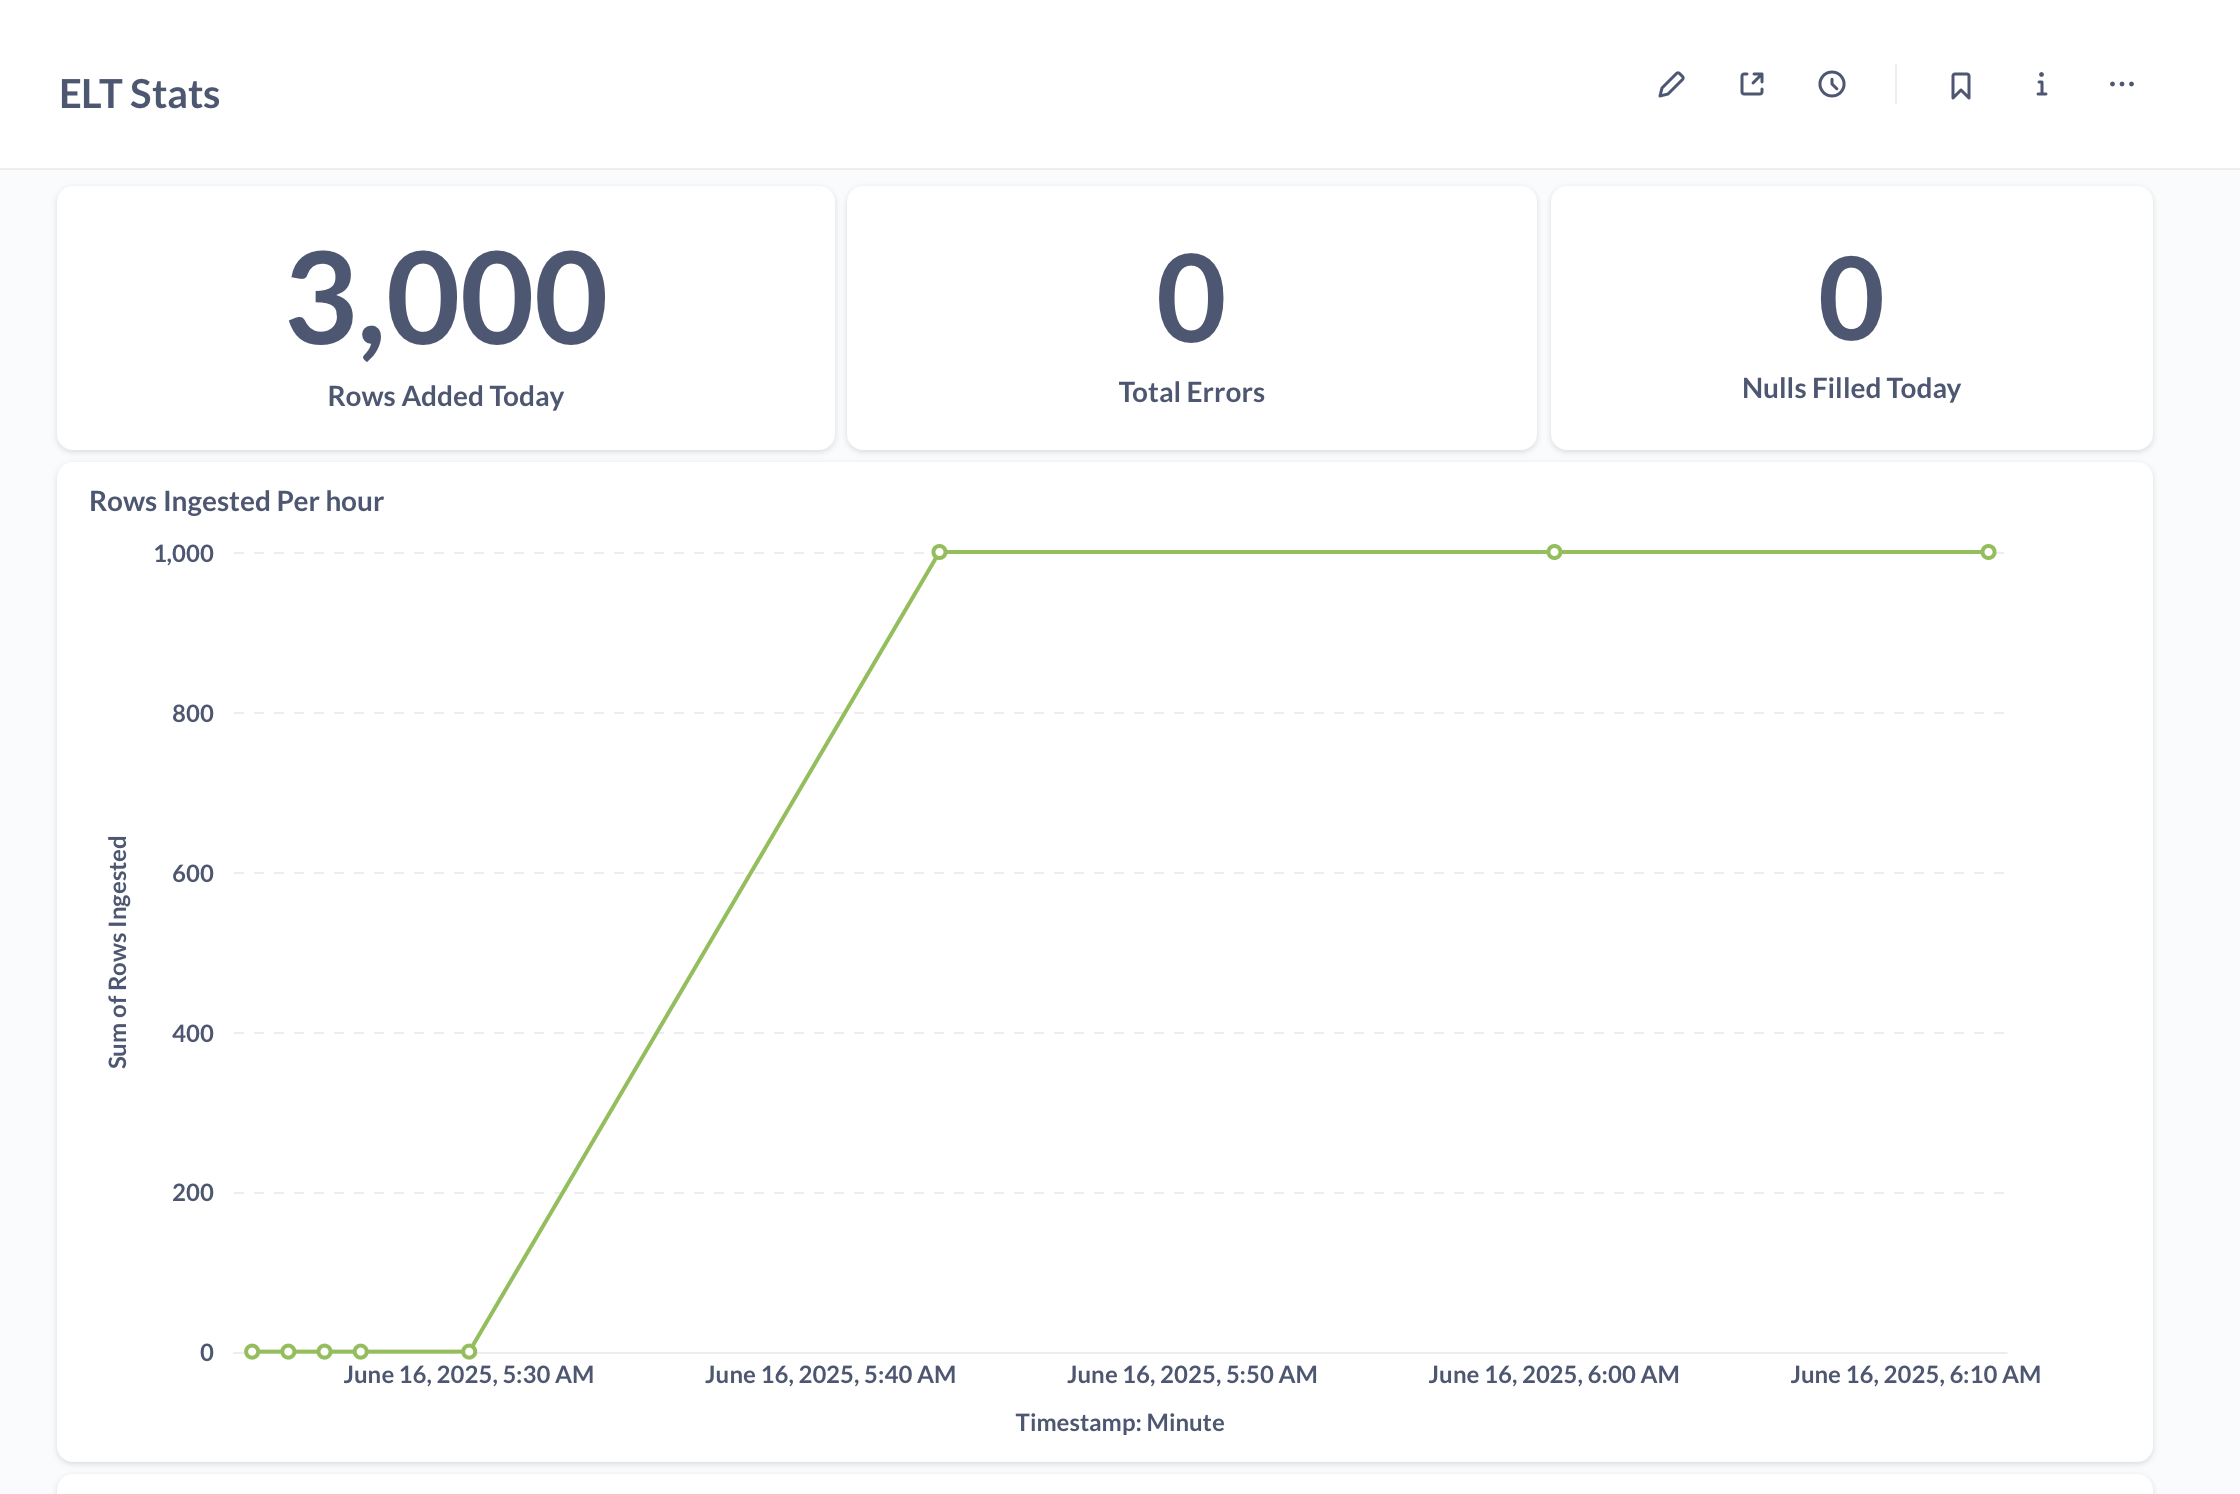 ELT Stats
3,000
Rows Added Today
0
Total Errors
0
Nulls Filled Today
Rows Ingested Per hour
1,000
800
600
400
200
0
Sum of Rows Ingested
June 16, 2025, 5:30 AM
June 16, 2025, 5:40 AM
June 16, 2025, 5:50 AM
June 16, 2025, 6:00 AM
June 16, 2025, 6:10 AM
Timestamp: Minute